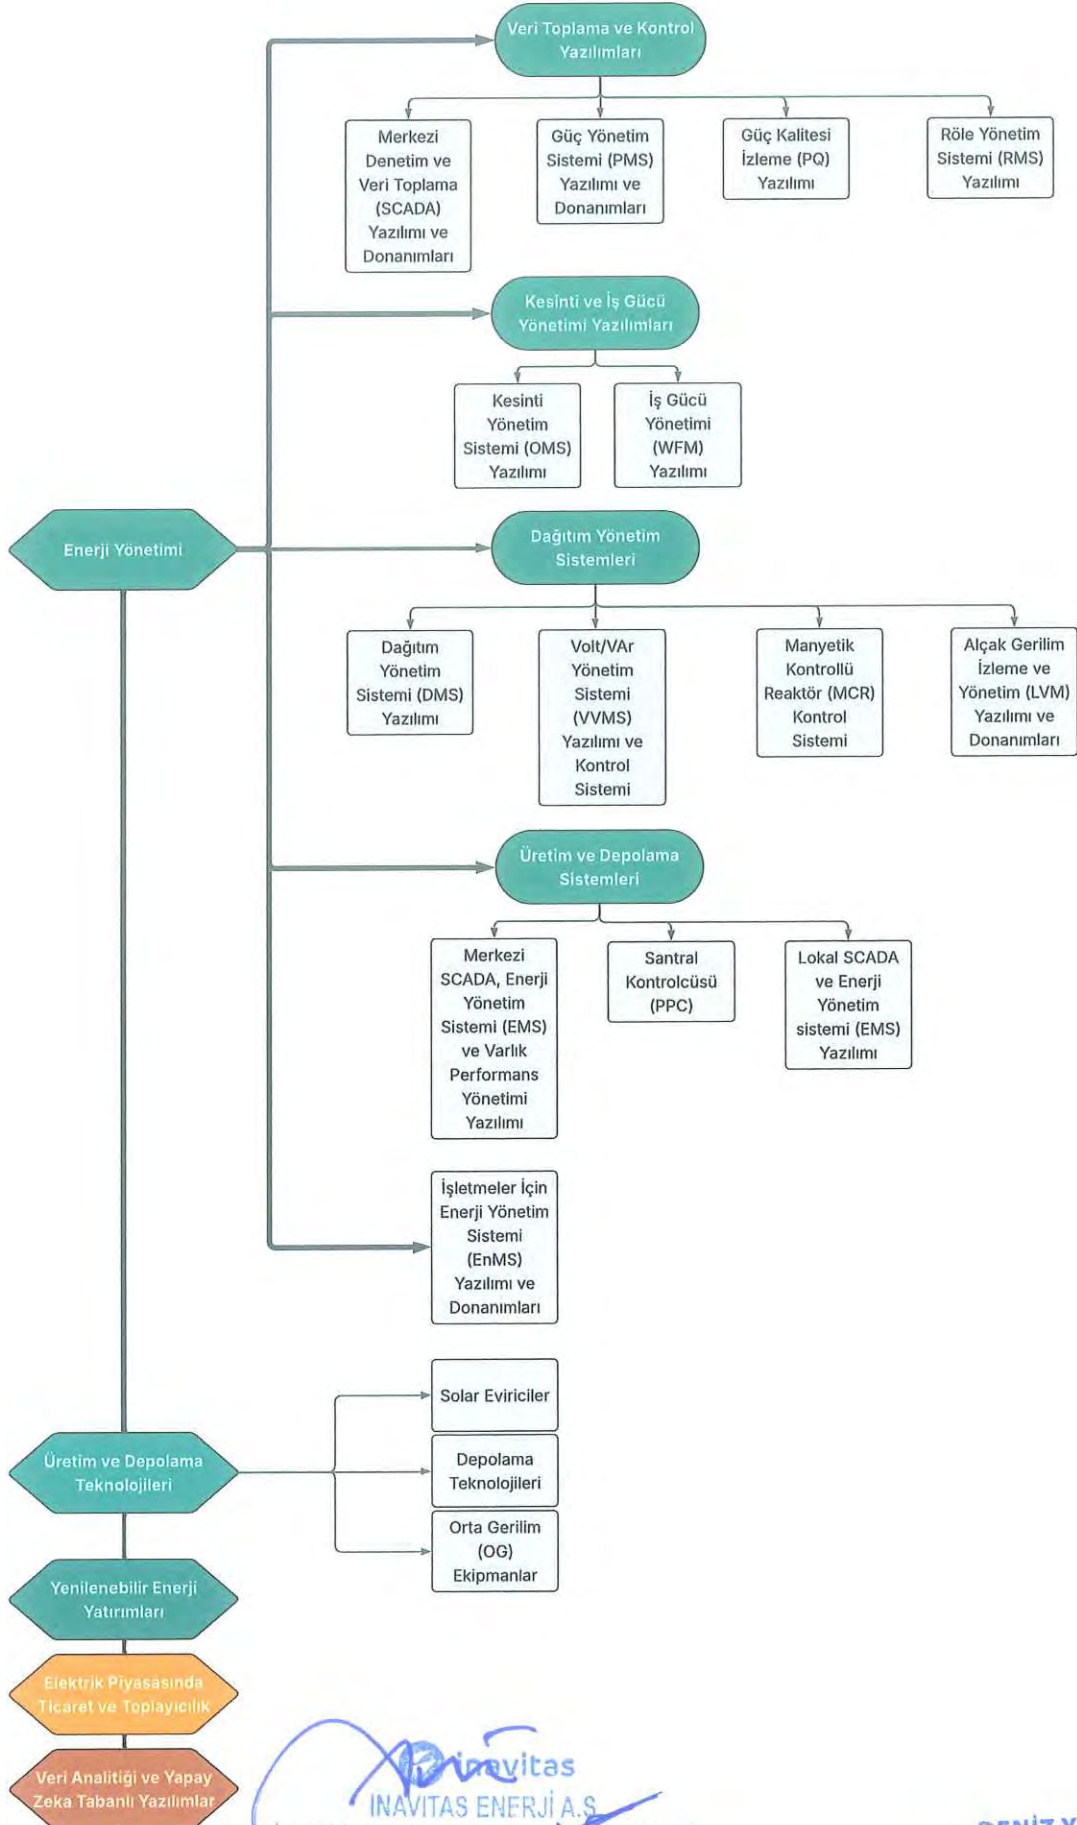 Veri Toplama ve Kontrol
Yazılımları
Merkezi
Denetim ve
Veri Toplama
(SCADA)
Yazılımı ve
Donanımları
Güç Yönetim
Sistemi (PMS)
Yazılımı ve
Donanımları
Güç Kalitesi
İzleme (PQ)
Yazılımı
Röle Yönetim
Sistemi (RMS)
Yazılımı
Kesinti ve İş Gücü
Yönetimi Yazılımları
Kesinti
Yönetim
Sistemi (OMS)
Yazılımı
İş Gücü
Yönetimi
(WFM)
Yazılımı
Enerji Yönetimi
Dağıtım Yönetim
Sistemleri
Dağıtım
Yönetim
Sistemi (DMS)
Yazılımı
Volt/VAr
Yönetim
Sistemi
(VVMS)
Yazılımı ve
Kontrol
Sistemi
Manyetik
Kontrollü
Reaktör (MCR)
Kontrol
Sistemi
Alçak Gerilim
İzleme ve
Yönetim (LVM)
Yazılımı ve
Donanımları
Üretim ve Depolama
Sistemleri
Merkezi
SCADA, Enerji
Yönetim
Sistemi (EMS)
ve Varlık
Performans
Yönetimi
Yazılımı
Santral
Kontrolcüsü
(PPC)
Lokal SCADA
ve Enerji
Yönetim
sistemi (EMS)
Yazılımı
İşletmeler İçin
Enerji Yönetim
Sistemi
(EnMS)
Yazılımı ve
Donanımları
Üretim ve Depolama
Teknolojileri
Solar Eviriciler
Depolama
Teknolojileri
Orta Gerilim
(OG)
Ekipmanlar
Yenilenebilir Enerji
Yatırımları
Elektrik Piyasasında
Ticaret ve Toplayıcılık
Veri Analitiği ve Yapay
Zeka Tabanlı Yazılımlar
inavitas
INAVITAS ENERJİ A.Ş.
DENİZ Y